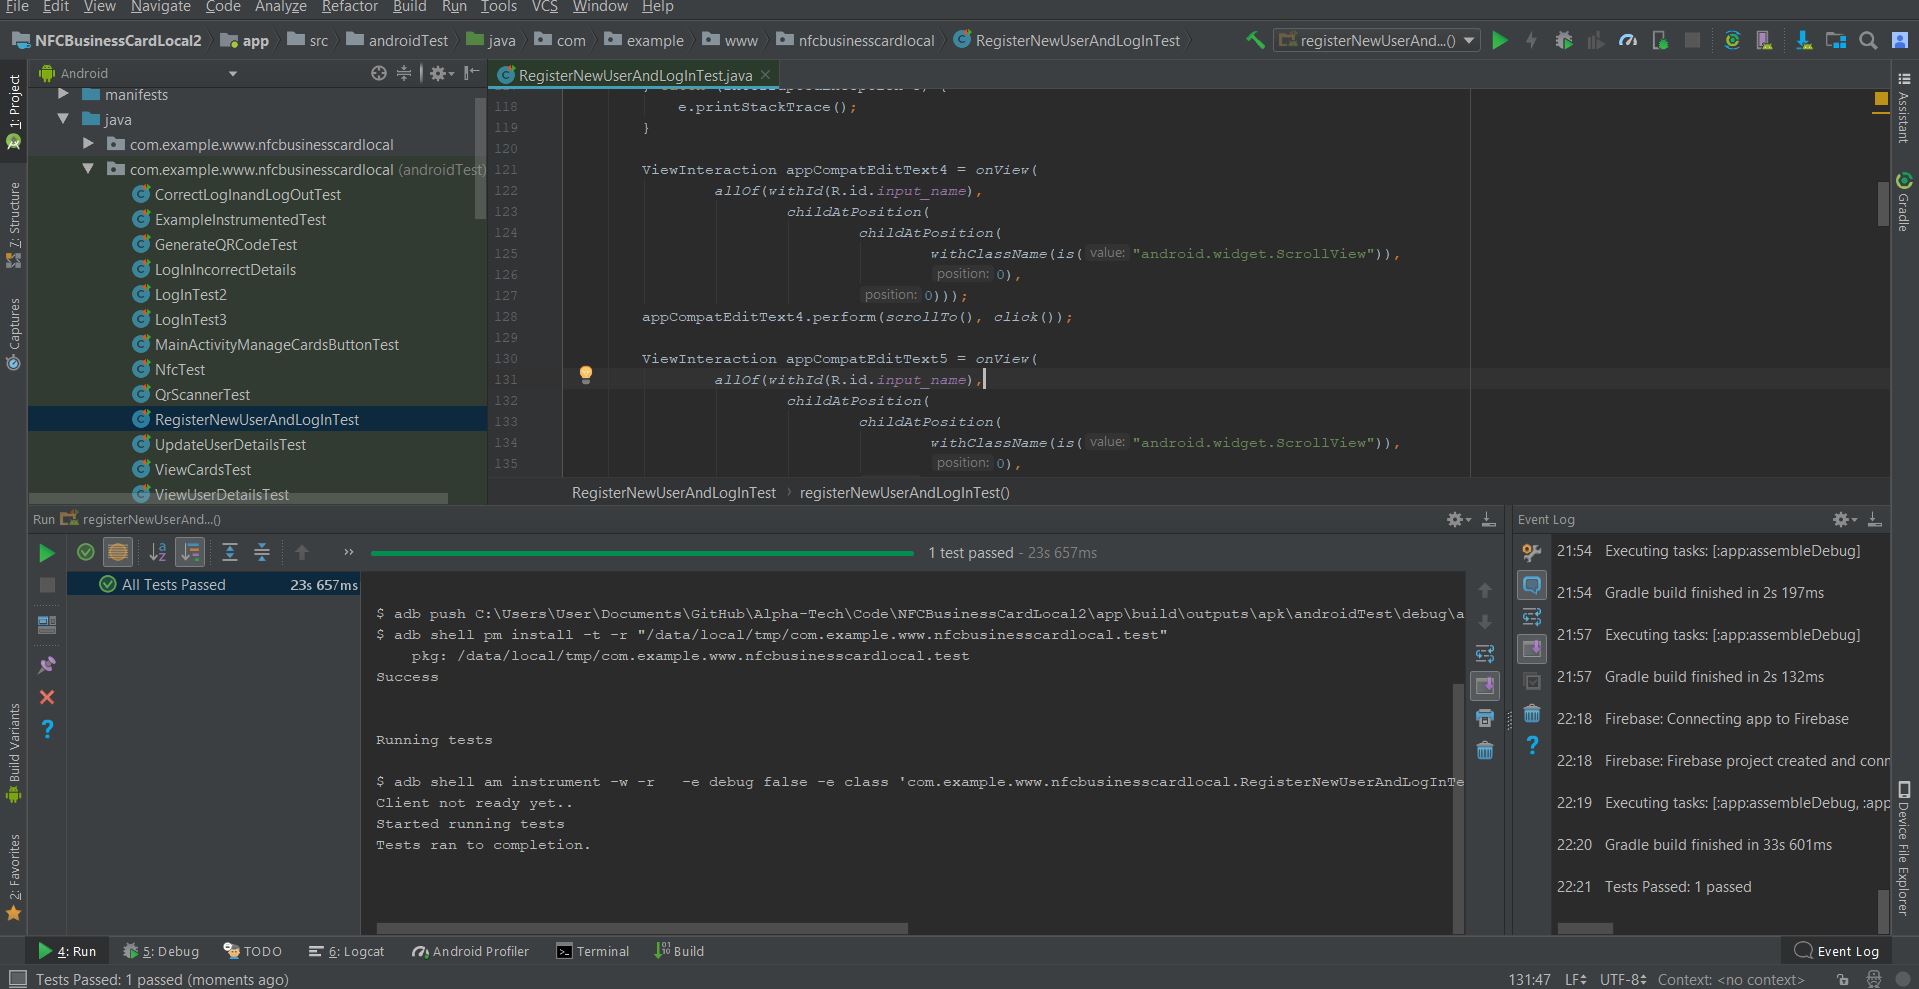 File Edit View Navigate Code Analyze Refactor Build Run Tools VCS Window Help
NFCBusinessCardLocal2 app src androidTest java com example www nfcbusinesscardlocal RegisterNewUserAndLogInTest registerNewUserAnd...()
1: Project
7: Structure
Captures
Build Variants
2: Favorites
Android
manifests
java
com.example.www.nfcbusinesscardlocal
com.example.www.nfcbusinesscardlocal (androidTest)
CorrectLogInandLogOutTest
ExampleInstrumentedTest
GenerateQRCodeTest
LogInIncorrectDetails
LogInTest2
LogInTest3
MainActivityManageCardsButtonTest
NfcTest
QrScannerTest
RegisterNewUserAndLogInTest
UpdateUserDetailsTest
ViewCardsTest
ViewUserDetailsTest
RegisterNewUserAndLogInTest.java
118 e.printStackTrace();
119 }
120
121 ViewInteraction appCompatEditText4 = onView(
122 allOf(withId(R.id.input_name),
123 childAtPosition(
124 childAtPosition(
125 withClassName(is( value: "android.widget.ScrollView")),
126 position: 0),
127 position: 0)));
128 appCompatEditText4.perform(scrollTo(), click());
129
130 ViewInteraction appCompatEditText5 = onView(
131 allOf(withId(R.id.input_name),
132 childAtPosition(
133 childAtPosition(
134 withClassName(is( value: "android.widget.ScrollView")),
135 position: 0),
RegisterNewUserAndLogInTest › registerNewUserAndLogInTest()
Assistant
Gradle
Device File Explorer
Run registerNewUserAnd...()
» 1 test passed - 23s 657ms
All Tests Passed 23s 657ms
$ adb push C:\Users\User\Documents\GitHub\Alpha-Tech\Code\NFCBusinessCardLocal2\app\build\outputs\apk\androidTest\debug\a
$ adb shell pm install -t -r "/data/local/tmp/com.example.www.nfcbusinesscardlocal.test"
pkg: /data/local/tmp/com.example.www.nfcbusinesscardlocal.test
Success
Running tests
$ adb shell am instrument -w -r   -e debug false -e class 'com.example.www.nfcbusinesscardlocal.RegisterNewUserAndLogInTe
Client not ready yet..
Started running tests
Tests ran to completion.
Event Log
21:54 Executing tasks: [:app:assembleDebug]
21:54 Gradle build finished in 2s 197ms
21:57 Executing tasks: [:app:assembleDebug]
21:57 Gradle build finished in 2s 132ms
22:18 Firebase: Connecting app to Firebase
22:18 Firebase: Firebase project created and conn
22:19 Executing tasks: [:app:assembleDebug, :app
22:20 Gradle build finished in 33s 601ms
22:21 Tests Passed: 1 passed
4: Run 5: Debug TODO 6: Logcat Android Profiler Terminal Build Event Log
Tests Passed: 1 passed (moments ago) 131:47 LF UTF-8 Context: <no context>